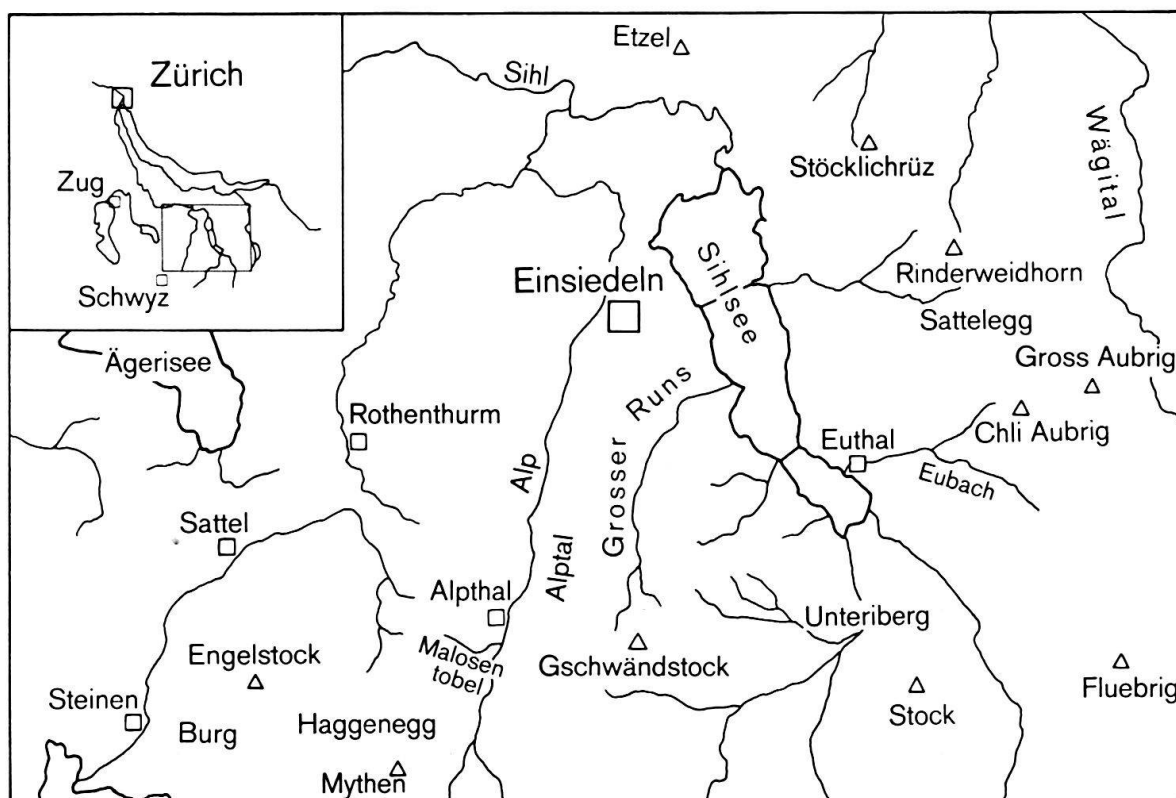 Zürich
Zug
Schwyz
Etzel
Sihl
Stöcklichrüz
Wägital
Rinderweidhorn
Sihlsee
Einsiedeln
Sattelegg
Gross Aubrig
Ägerisee
Rothenthurm
Grosser Runs
Chli Aubrig
Euthal
Eubach
Alp
Sattel
Alptal
Alpthal
Unteriberg
Malosen
tobel
Engelstock
Gschwändstock
Fluebrig
Steinen
Burg
Haggenegg
Stock
Mythen